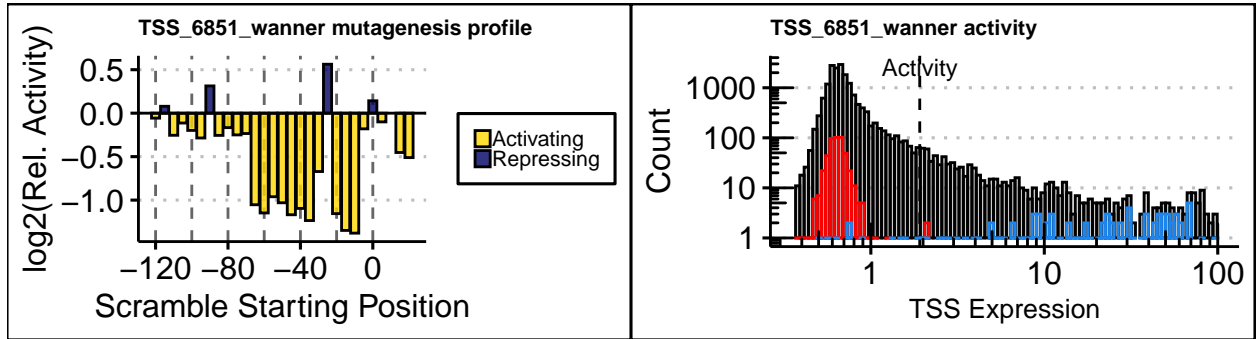 TSS_6851_wanner mutagenesis profile
log2(Rel. Activity)
0.5
0.0
−0.5
−1.0
−120
−80
−40
0
Scramble Starting Position
Activating
Repressing
TSS_6851_wanner activity
Activity
Count
1000
100
10
1
1
10
100
TSS Expression